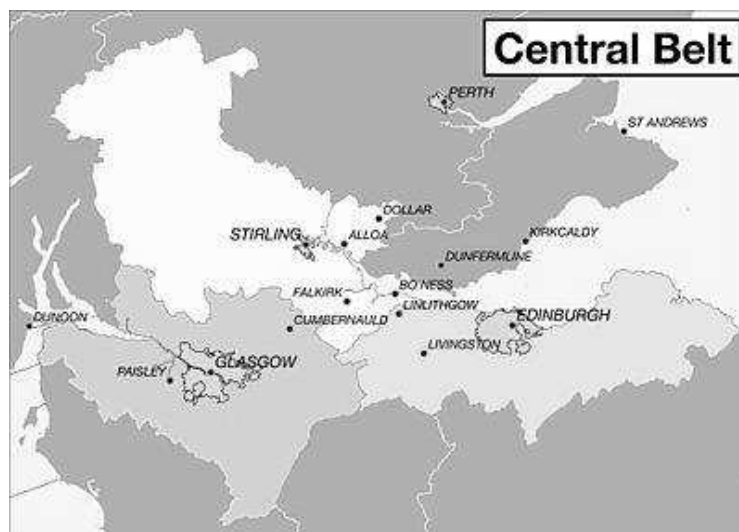 Central Belt
PERTH
ST ANDREWS
DOLLAR
STIRLING
ALLOA
KIRKCALDY
DUNFERMLINE
FALKIRK
BO NESS
LINLITHGOW
DUNOON
CUMBERNAULD
EDINBURGH
LIVINGSTON
PAISLEY
GLASGOW